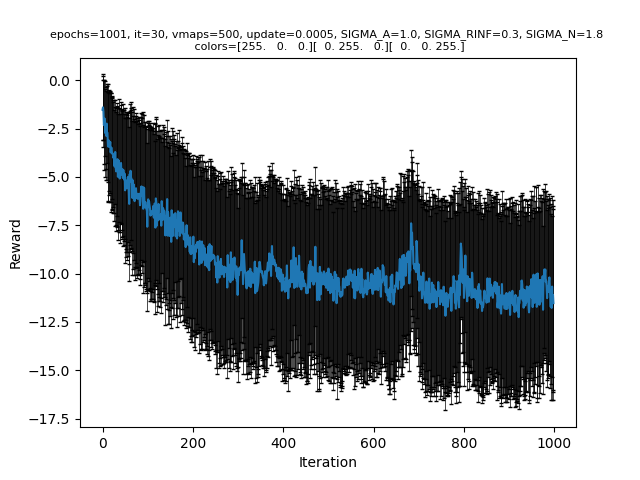 epochs=1001, it=30, vmaps=500, update=0.0005, SIGMA_A=1.0, SIGMA_RINF=0.3, SIGMA_N=1.8
colors=[255.   0.   0.][  0. 255.   0.][  0.   0. 255.]
0.0
−2.5
−5.0
−7.5
−10.0
−12.5
−15.0
−17.5
Reward
0 200 400 600 800 1000
Iteration